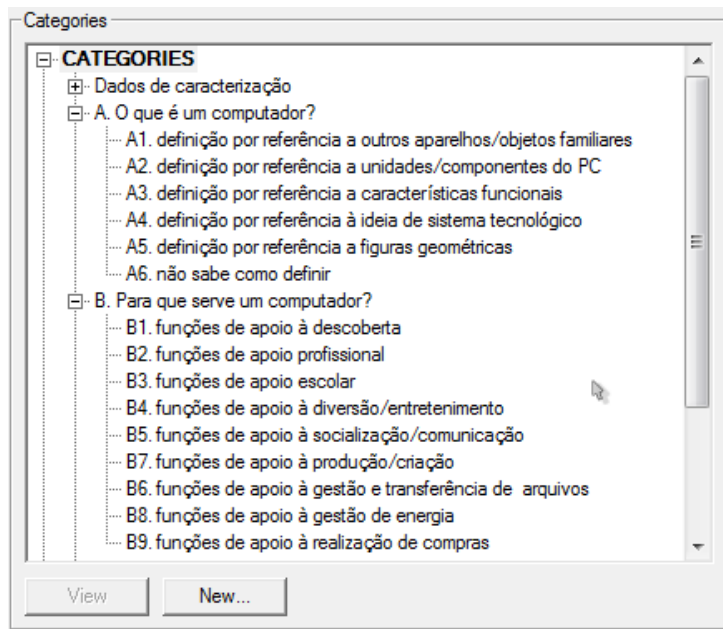 Categories
CATEGORIES
Dados de caracterização
A. O que é um computador?
A1. definição por referência a outros aparelhos/objetos familiares
A2. definição por referência a unidades/componentes do PC
A3. definição por referência a características funcionais
A4. definição por referência à ideia de sistema tecnológico
A5. definição por referência a figuras geométricas
A6. não sabe como definir
B. Para que serve um computador?
B1. funções de apoio à descoberta
B2. funções de apoio profissional
B3. funções de apoio escolar
B4. funções de apoio à diversão/entretenimento
B5. funções de apoio à socialização/comunicação
B7. funções de apoio à produção/criação
B6. funções de apoio à gestão e transferência de  arquivos
B8. funções de apoio à gestão de energia
B9. funções de apoio à realização de compras
View New...